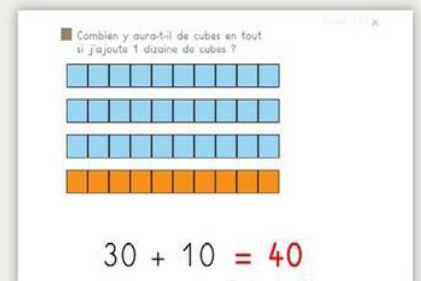 Combien y aura-t-il de cubes en tout
si j'ajoute 1 dizaine de cubes ?
30 + 10 = 40